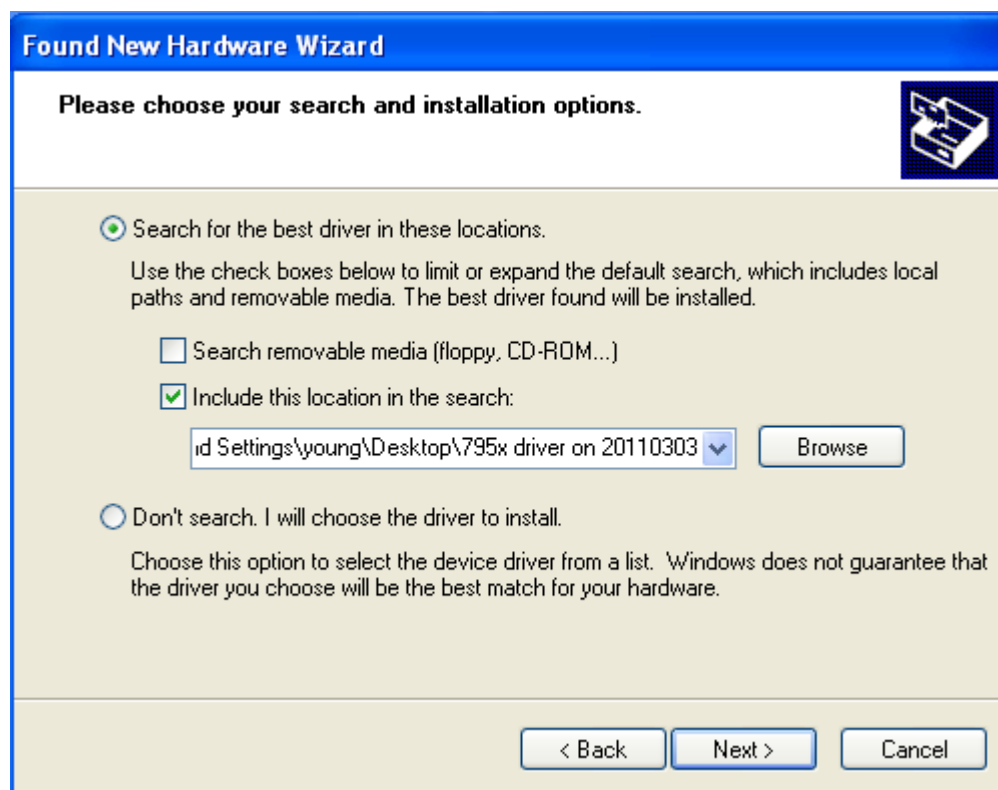 Found New Hardware Wizard
Please choose your search and installation options.
Search for the best driver in these locations.
Use the check boxes below to limit or expand the default search, which includes local
paths and removable media. The best driver found will be installed.
Search removable media (floppy, CD-ROM...)
Include this location in the search:
d Settings\young\Desktop\795x driver on 20110303
Browse
Don't search. I will choose the driver to install.
Choose this option to select the device driver from a list. Windows does not guarantee that
the driver you choose will be the best match for your hardware.
< Back
Next >
Cancel